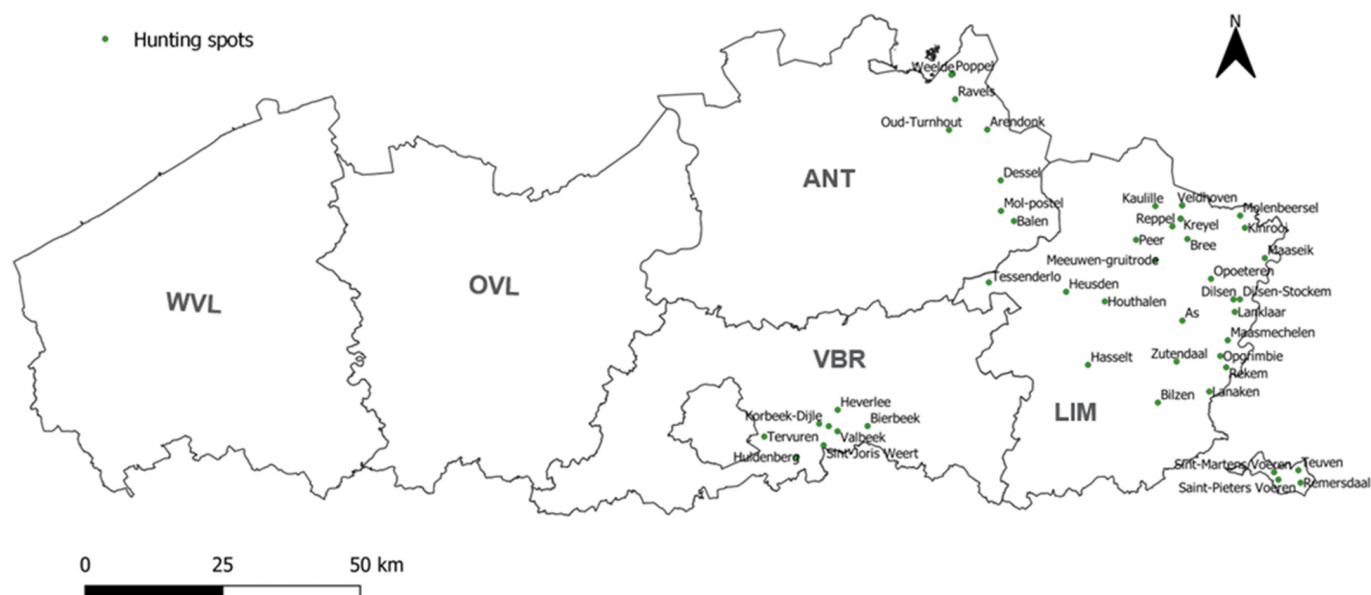 N
Hunting spots
Weelde
Poppel
Ravels
Oud-Turnhout
Arendonk
ANT
Dessel
Mol-postel
Balen
Kaulille
Veldhoven
Molenbeersel
Reppel
Kreyel
Kinrooi
Peer
Bree
Meeuwen-gruitrode
Maaseik
Opoeteren
Tessenderlo
Heusden
Houthalen
Dilsen
Dilsen-Stockem
Lanklaar
As
Maasmechelen
WVL
OVL
VBR
Hasselt
Zutendaal
Opgrimbie
Rekem
Lanaken
Bilzen
LIM
Heverlee
Korbeek-Dijle
Bierbeek
Tervuren
Valbeek
Huldenberg
Sint-Joris Weert
Sint-Martens Voeren
Teuven
Saint-Pieters Voeren
Remersdaal
0 25 50 km